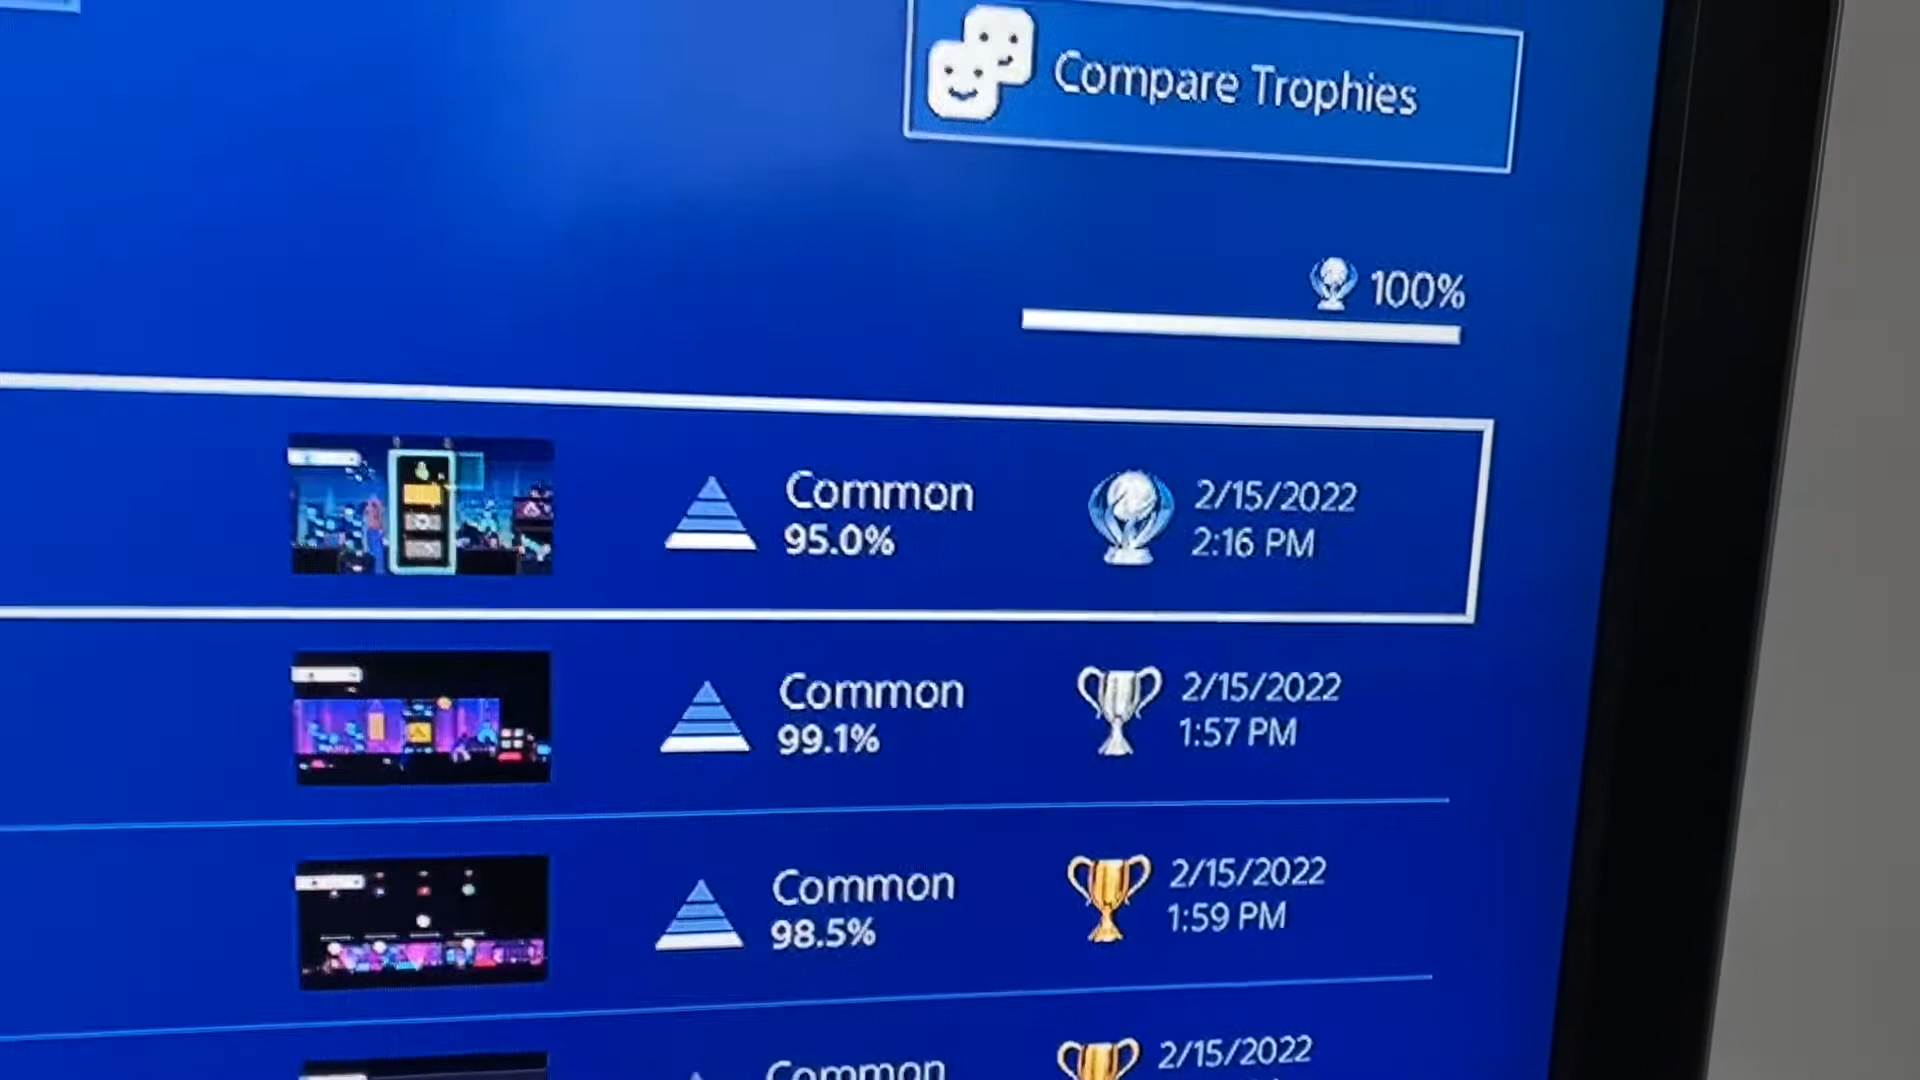 Compare Trophies
100%
Common
95.0%
2/15/2022
2:16 PM
Common
99.1%
2/15/2022
1:57 PM
Common
98.5%
2/15/2022
1:59 PM
Common
2/15/2022